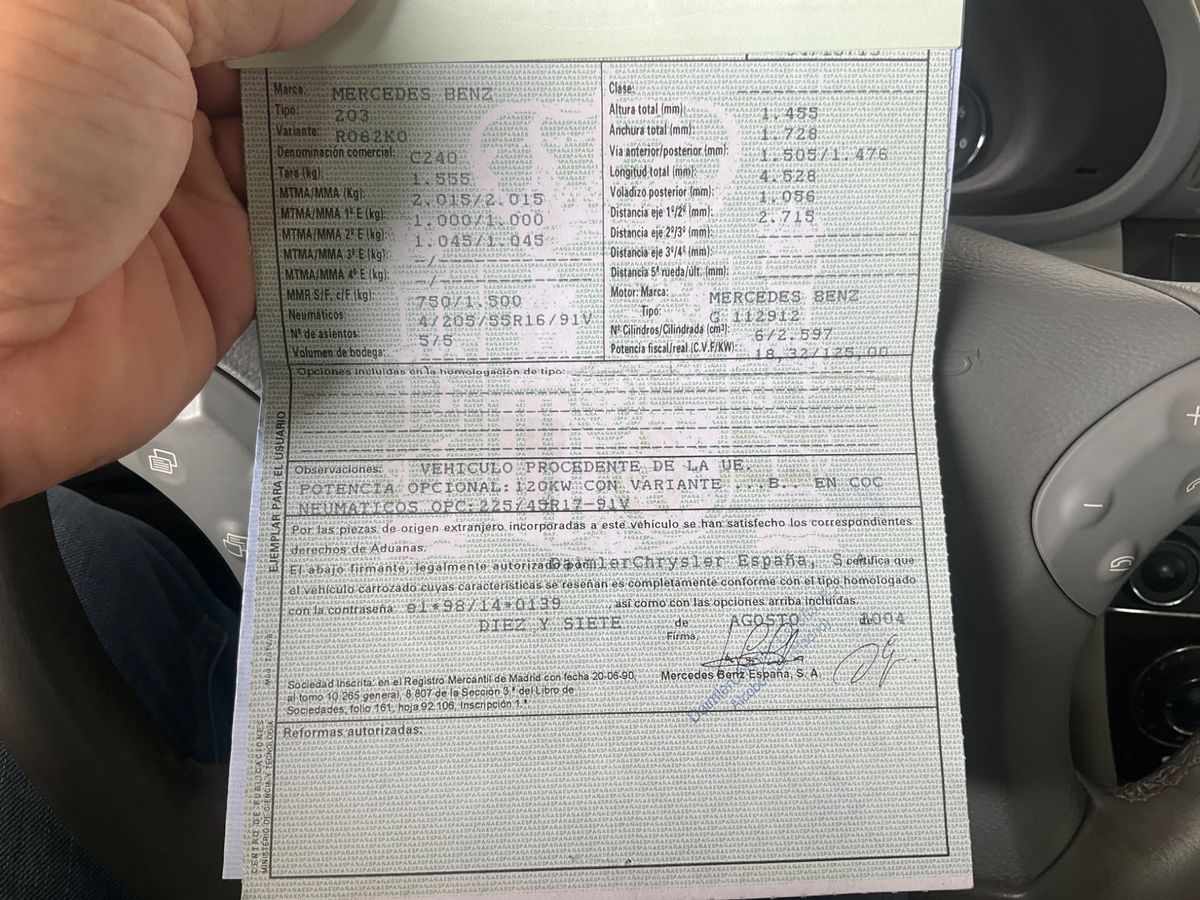 Marca: MERCEDES BENZ
Tipo: 203
Variante: R062K0
Denominación comercial: C240
Tara (kg): 1.555
MTMA/MMA (Kg): 2.015/2.015
MTMA/MMA 1º E (kg): 1.000/1.000
MTMA/MMA 2º E (kg): 1.045/1.045
MTMA/MMA 3º E (kg): -/-
MTMA/MMA 4º E (kg): -/-
MMR S/F, c/F (kg): 750/1.500
Neumáticos: 4/205/55R16/91V
Nº de asientos: 5/5
Volumen de bodega:
Clase:
Altura total (mm): 1.455
Anchura total (mm): 1.728
Via anterior/posterior (mm): 1.505/1.476
Longitud total (mm): 4.528
Voladizo posterior (mm): 1.056
Distancia eje 1º/2º (mm): 2.715
Distancia eje 2º/3º (mm):
Distancia eje 3º/4º (mm):
Distancia 5ª rueda/últ. (mm):
Motor: Marca: MERCEDES BENZ
Tipo: G 112912
Nº Cilindros/Cilindrada (cm³): 6/2.597
Potencia fiscal/real (C.V.F/KW): 18,32/125,00
Opciones incluidas en la homologación de tipo:
Observaciones: VEHICULO PROCEDENTE DE LA UE.
POTENCIA OPCIONAL:120KW CON VARIANTE ...B.. EN COC
NEUMATICOS OPC:225/45R17-91V
Por las piezas de origen extranjero incorporadas a este vehículo se han satisfecho los correspondientes
derechos de Aduanas.
El abajo firmante, legalmente autorizado por DaimlerChrysler España, S.A certifica que
el vehículo carrozado cuyas características se reseñan es completamente conforme con el tipo homologado
con la contraseña e1*98/14*0139 así como con las opciones arriba incluidas.
DIEZ Y SIETE de AGOSTO de 2004
Firma,
Mercedes Benz España, S. A.
Sociedad Inscrita: en el Registro Mercantil de Madrid con fecha 20-06-90,
al tomo 10.265 general, 8.807 de la Sección 3.ª del Libro de
Sociedades, folio 161, hoja 92.106, Inscripción 1.ª
Reformas autorizadas:
EJEMPLAR PARA EL USUARIO
CENTRO DE PUBLICACIONES